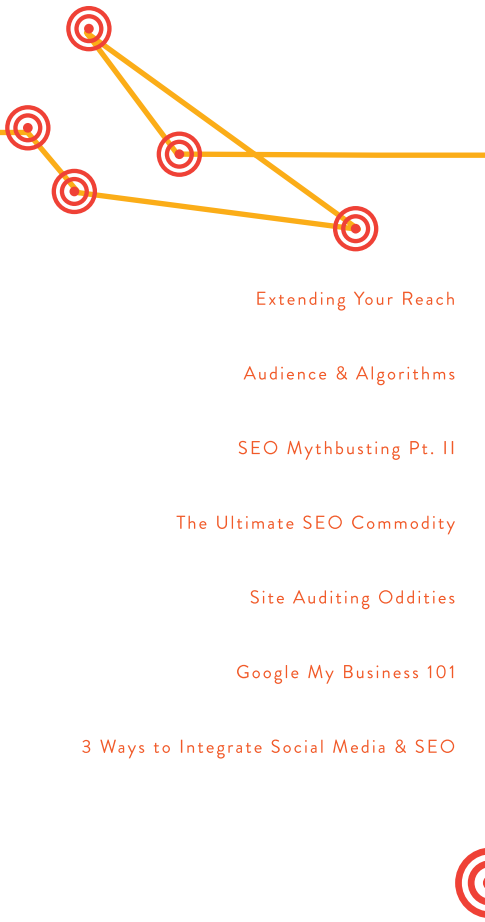 Extending Your Reach
Audience & Algorithms
SEO Mythbusting Pt. II
The Ultimate SEO Commodity
Site Auditing Oddities
Google My Business 101
3 Ways to Integrate Social Media & SEO